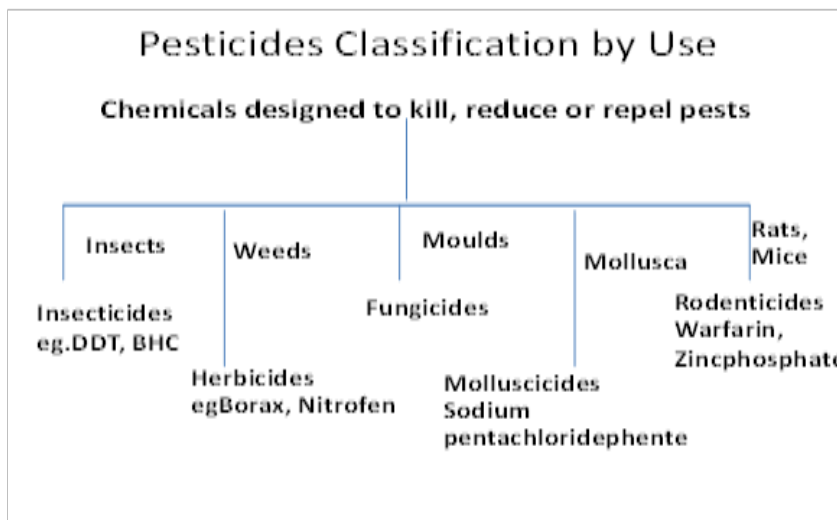 Pesticides Classification by Use
Chemicals designed to kill, reduce or repel pests
Insects
Weeds
Moulds
Mollusca
Rats,
Mice
Insecticides
eg.DDT, BHC
Herbicides
egBorax, Nitrofen
Fungicides
Molluscicides
Sodium
pentachloridephente
Rodenticides
Warfarin,
Zincphosphate